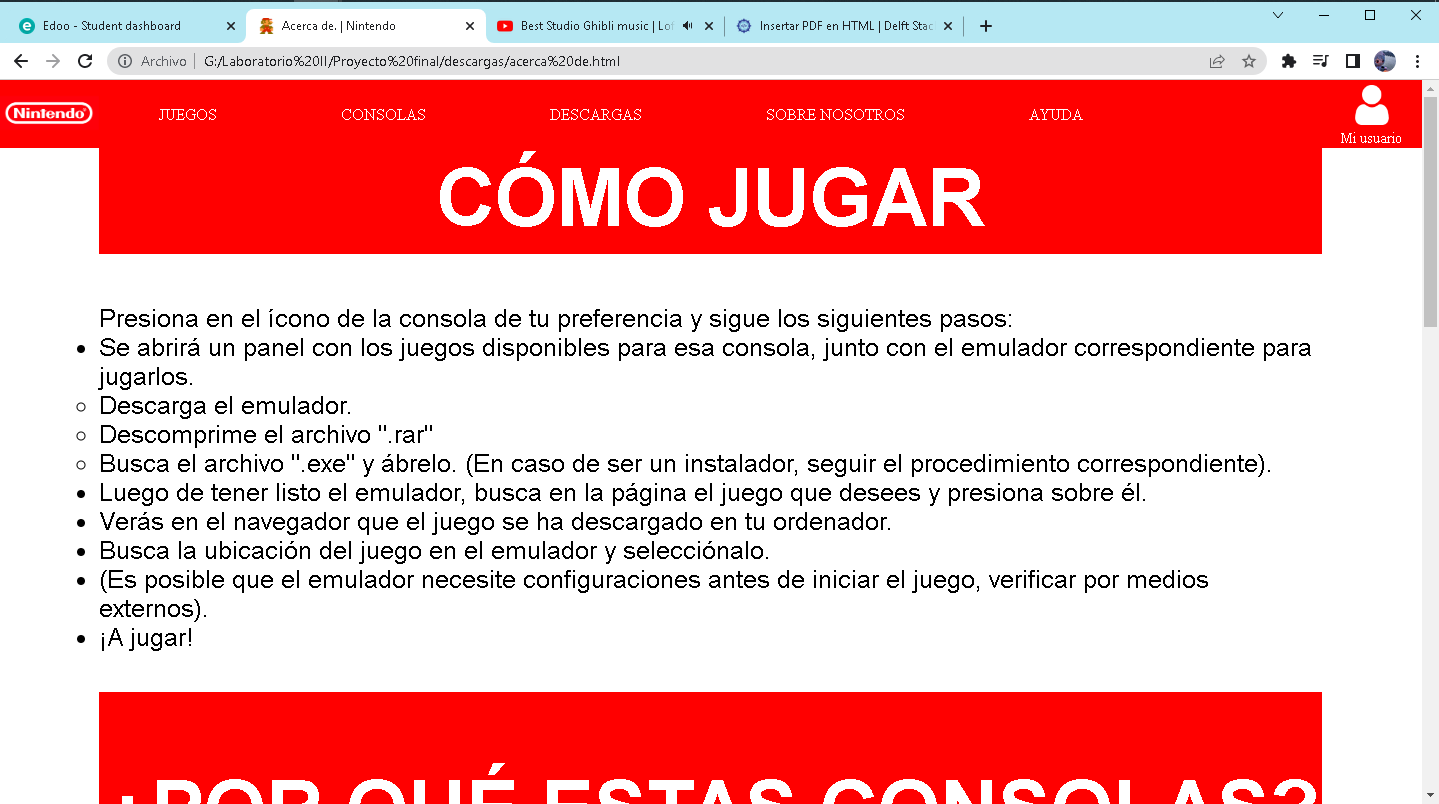 Edoo - Student dashboard
Acerca de. | Nintendo
Best Studio Ghibli music | Lof
Insertar PDF en HTML | Delft Stac
Archivo
G:/Laboratorio%20II/Proyecto%20final/descargas/acerca%20de.html
Nintendo
JUEGOS
CONSOLAS
DESCARGAS
SOBRE NOSOTROS
AYUDA
Mi usuario
CÓMO JUGAR
Presiona en el ícono de la consola de tu preferencia y sigue los siguientes pasos:
Se abrirá un panel con los juegos disponibles para esa consola, junto con el emulador correspondiente para
jugarlos.
Descarga el emulador.
Descomprime el archivo ".rar"
Busca el archivo ".exe" y ábrelo. (En caso de ser un instalador, seguir el procedimiento correspondiente).
Luego de tener listo el emulador, busca en la página el juego que desees y presiona sobre él.
Verás en el navegador que el juego se ha descargado en tu ordenador.
Busca la ubicación del juego en el emulador y selecciónalo.
(Es posible que el emulador necesite configuraciones antes de iniciar el juego, verificar por medios
externos).
¡A jugar!
¿POR QUÉ ESTAS CONSOLAS?